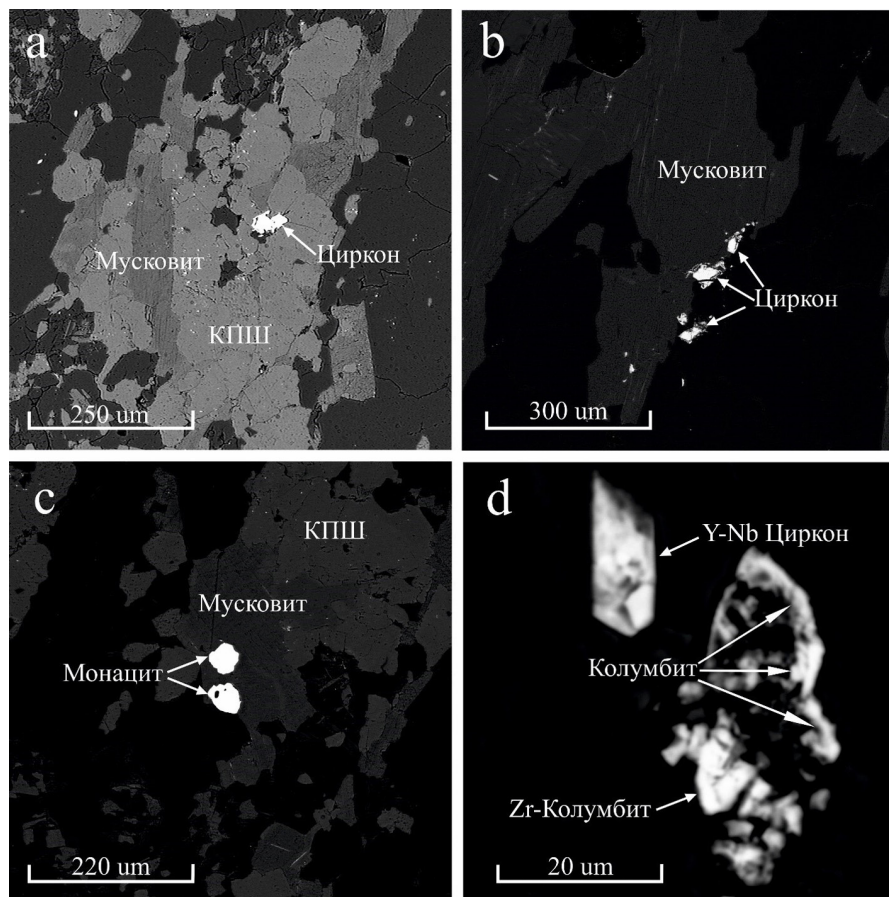 a
Циркон
Мусковит
КПШ
250 um
b
Мусковит
Циркон
300 um
c
КПШ
Мусковит
Монацит
220 um
d
Y-Nb Циркон
Колумбит
Zr-Колумбит
20 um